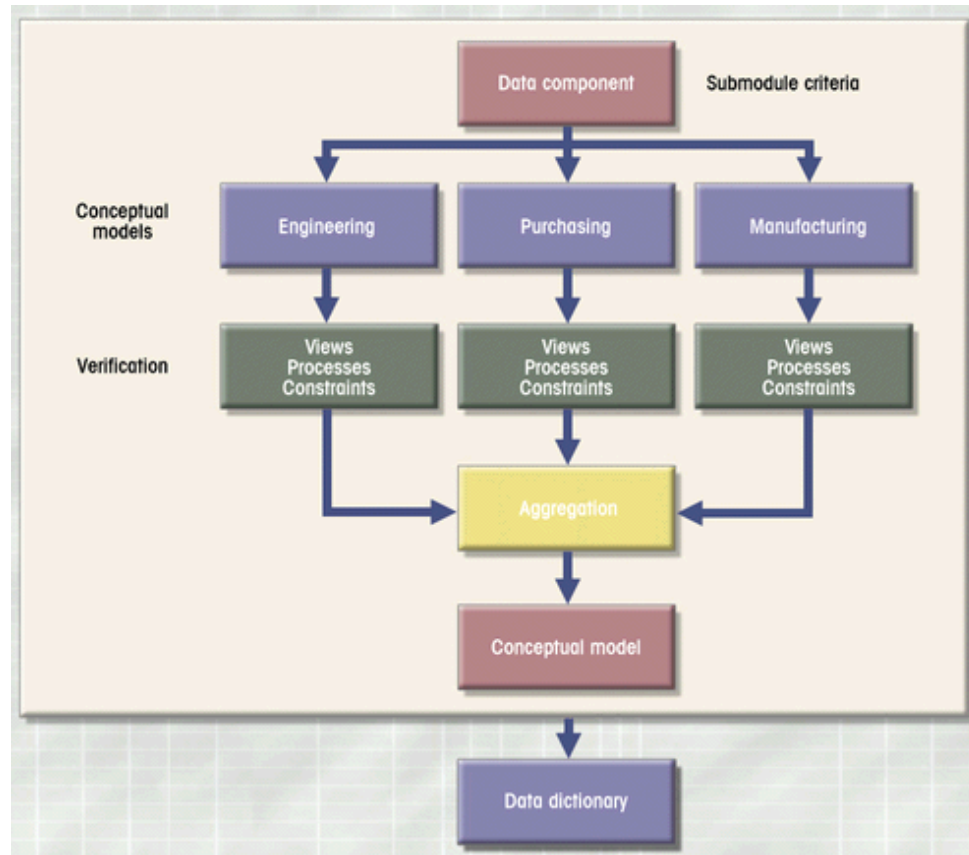 Data component
Submodule criteria
Conceptual
models
Engineering
Purchasing
Manufacturing
Verification
Views
Processes
Constraints
Views
Processes
Constraints
Views
Processes
Constraints
Aggregation
Conceptual model
Data dictionary